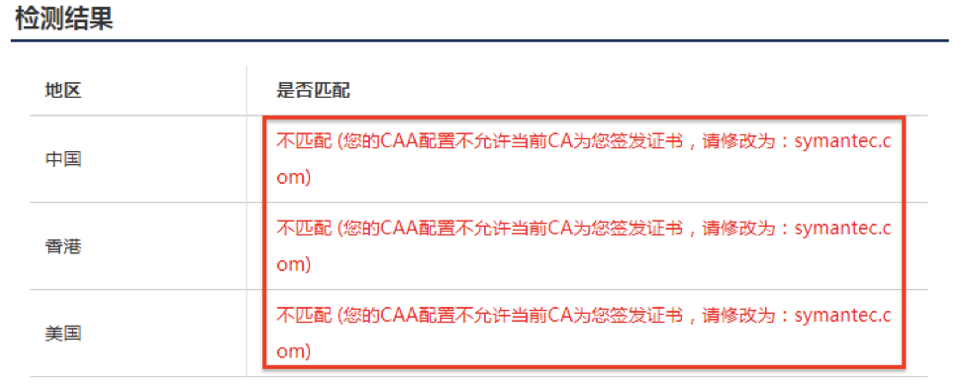 检测结果
地区 是否匹配
中国 不匹配 (您的CAA配置不允许当前CA为您签发证书，请修改为：symantec.c
om)
香港 不匹配 (您的CAA配置不允许当前CA为您签发证书，请修改为：symantec.c
om)
美国 不匹配 (您的CAA配置不允许当前CA为您签发证书，请修改为：symantec.c
om)